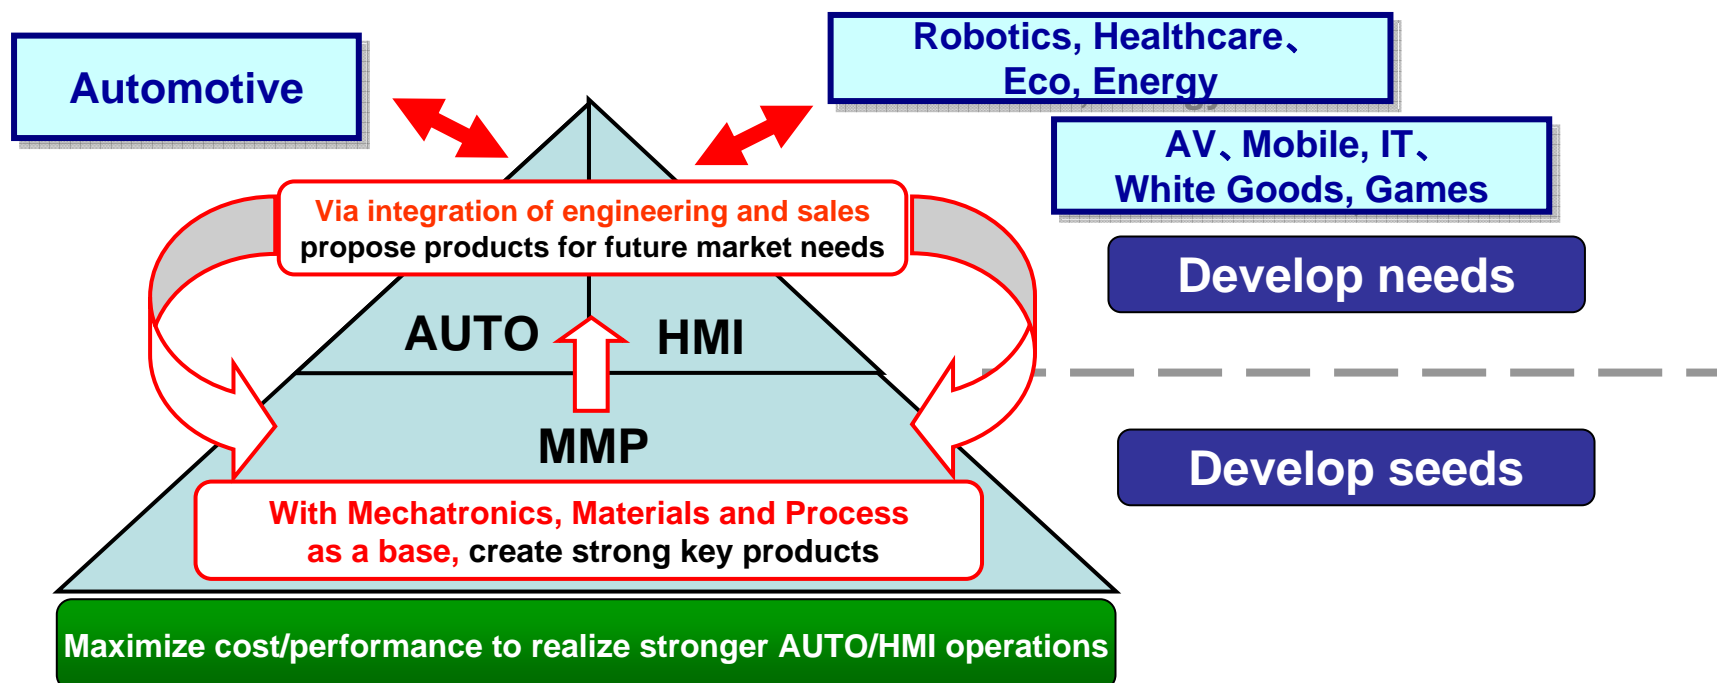 Automotive
Robotics, Healthcare、
Eco, Energy
AV、Mobile, IT、
White Goods, Games
Via integration of engineering and sales
propose products for future market needs
Develop needs
AUTO
HMI
MMP
Develop seeds
With Mechatronics, Materials and Process
as a base, create strong key products
Maximize cost/performance to realize stronger AUTO/HMI operations